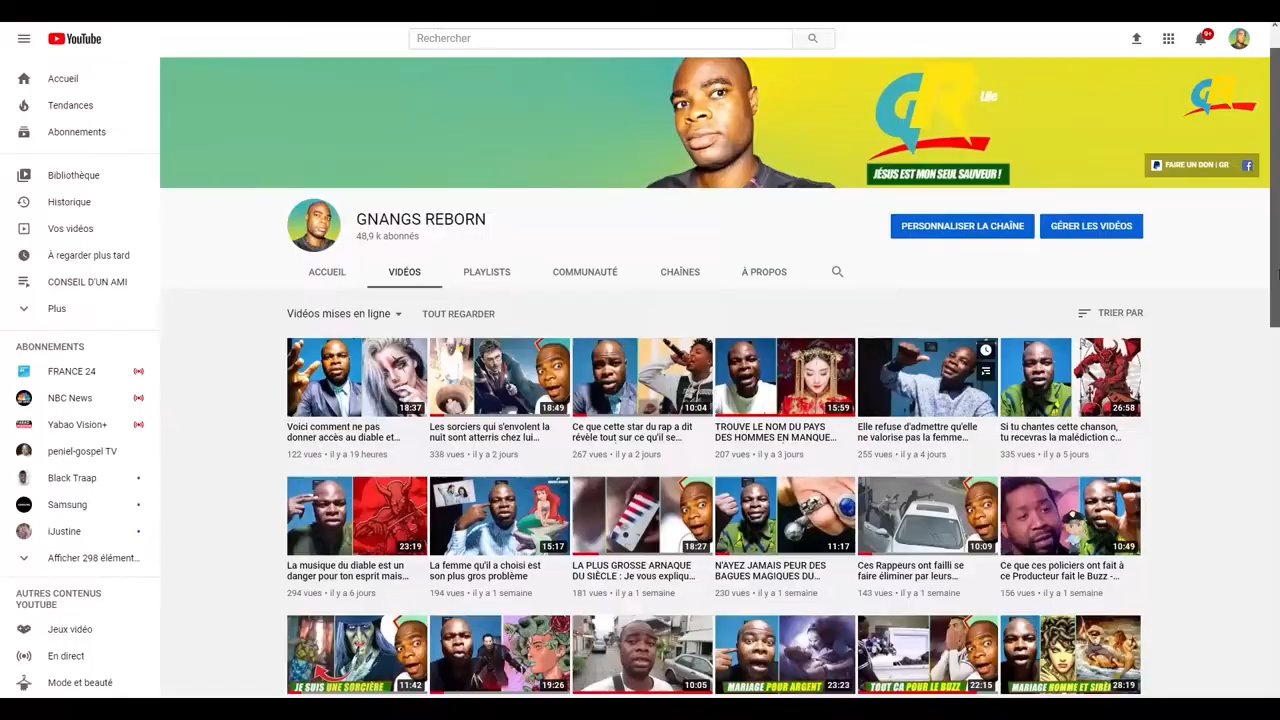 YouTube
Rechercher
9+
Accueil
Tendances
Abonnements
Bibliothèque
Historique
Vos vidéos
À regarder plus tard
CONSEIL D'UN AMI
Plus
ABONNEMENTS
FRANCE 24
NBC News
Yabao Vision+
peniel-gospel TV
Black Traap
Samsung
iJustine
Afficher 298 élément...
AUTRES CONTENUS
YOUTUBE
Jeux vidéo
En direct
Mode et beauté
GR
JÉSUS EST MON SEUL SAUVEUR !
GR
FAIRE UN DON | GR
GNANGS REBORN
48,9 k abonnés
PERSONNALISER LA CHAÎNE
GÉRER LES VIDÉOS
ACCUEIL VIDÉOS PLAYLISTS COMMUNAUTÉ CHAÎNES À PROPOS
Vidéos mises en ligne TOUT REGARDER TRIER PAR
18:37
Voici comment ne pas
donner accès au diable et...
122 vues • il y a 19 heures
18:49
Les sorciers qui s'envolent la
nuit sont atterris chez lui...
338 vues • il y a 2 jours
10:04
Ce que cette star du rap a dit
révèle tout sur ce qu'il se...
267 vues • il y a 2 jours
15:59
TROUVE LE NOM DU PAYS
DES HOMMES EN MANQUE...
207 vues • il y a 3 jours
Elle refuse d'admettre qu'elle
ne valorise pas la femme...
255 vues • il y a 4 jours
26:58
Si tu chantes cette chanson,
tu recevras la malédiction c...
335 vues • il y a 5 jours
23:19
La musique du diable est un
danger pour ton esprit mais...
294 vues • il y a 6 jours
15:17
La femme qu'il a choisi est
son plus gros problème
194 vues • il y a 1 semaine
18:27
LA PLUS GROSSE ARNAQUE
DU SIÈCLE : Je vous expliqu...
181 vues • il y a 1 semaine
11:17
N'AYEZ JAMAIS PEUR DES
BAGUES MAGIQUES DU...
230 vues • il y a 1 semaine
10:09
Ces Rappeurs ont failli se
faire éliminer par leurs...
143 vues • il y a 1 semaine
10:49
Ce que ces policiers ont fait à
ce Producteur fait le Buzz -...
156 vues • il y a 1 semaine
JE SUIS UNE SORCIÈRE
11:42
19:26
10:05
MARIAGE POUR ARGENT
23:23
TOUT ÇA POUR LE BUZZ
22:15
MARIAGE HOMME ET SIRÈ
28:19